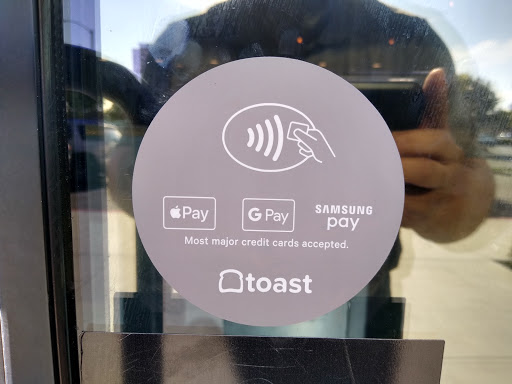 Pay G Pay SAMSUNG pay
Most major credit cards accepted.
toast